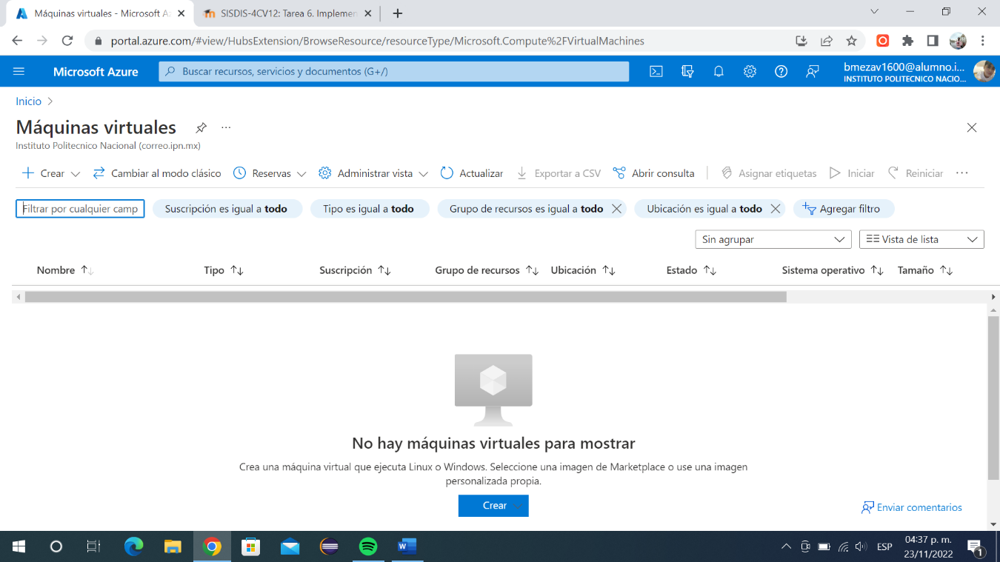 Máquinas virtuales - Microsoft A
SISDIS-4CV12: Tarea 6. Implemen
portal.azure.com/#view/HubsExtension/BrowseResource/resourceType/Microsoft.Compute%2FVirtualMachines
Microsoft Azure
Buscar recursos, servicios y documentos (G+/)
bmezav1600@alumno.i...
INSTITUTO POLITECNICO NACIO...
Inicio
Máquinas virtuales
Instituto Politecnico Nacional (correo.ipn.mx)
Crear Cambiar al modo clásico Reservas Administrar vista Actualizar Exportar a CSV Abrir consulta Asignar etiquetas Iniciar Reiniciar
Filtrar por cualquier camp Suscripción es igual a todo Tipo es igual a todo Grupo de recursos es igual a todo Ubicación es igual a todo Agregar filtro
Sin agrupar Vista de lista
Nombre Tipo Suscripción Grupo de recursos Ubicación Estado Sistema operativo Tamaño
No hay máquinas virtuales para mostrar
Crea una máquina virtual que ejecuta Linux o Windows. Seleccione una imagen de Marketplace o use una imagen
personalizada propia.
Crear
Enviar comentarios
ESP
04:37 p. m.
23/11/2022
1